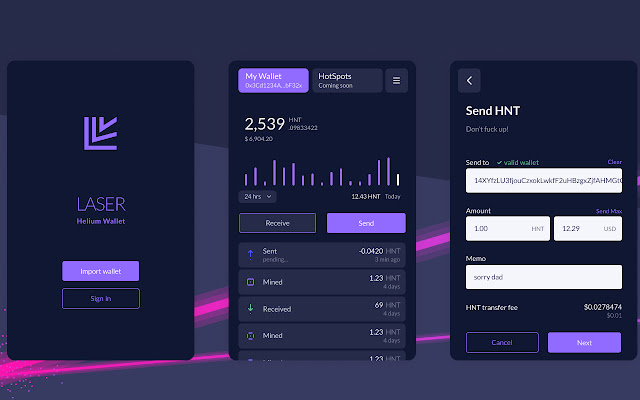 LASER
Helium Wallet
Import wallet
Sign in
My Wallet
0x3Cd1234A...bF32x
HotSpots
Coming soon
2,539 HNT
.09833422
$ 6,904.20
24 hrs
12.43 HNT Today
Receive
Send
Sent -0.0420 HNT
pending... 3 min ago
Mined 1.23 HNT
4 days
Received 69 HNT
4 days
Mined 1.23 HNT
4 days
1.23 HNT
Send HNT
Don't fuck up!
Send to valid wallet Clear
Amount Send Max
1.00 HNT 12.29 USD
Memo
sorry dad
HNT transfer fee $0.0278474
$0.01
Cancel
Next